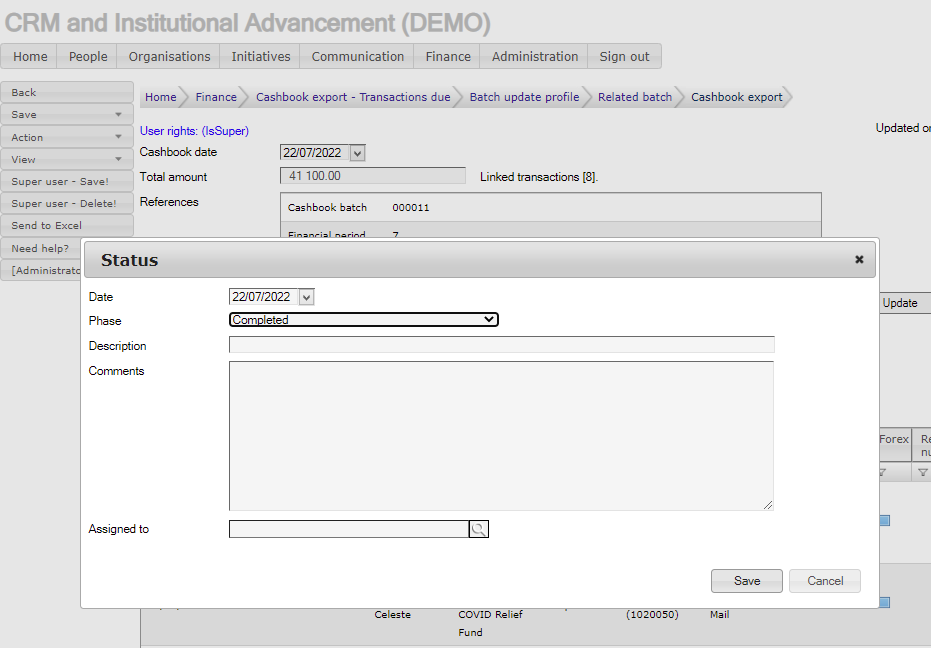 CRM and Institutional Advancement (DEMO)
Home People Organisations Initiatives Communication Finance Administration Sign out
Back
Save
Action
View
Super user - Save!
Super user - Delete!
Send to Excel
Need help?
[Administrato
Home Finance Cashbook export - Transactions due Batch update profile Related batch Cashbook export
User rights: (IsSuper)
Updated on
Cashbook date 22/07/2022
Total amount 41 100.00 Linked transactions [8].
References
Cashbook batch 000011
Financial period 7
Status
Date 22/07/2022
Phase Completed
Description
Comments
Assigned to
Save Cancel
Update
Forex
Celeste COVID Relief (1020050) Mail
Fund